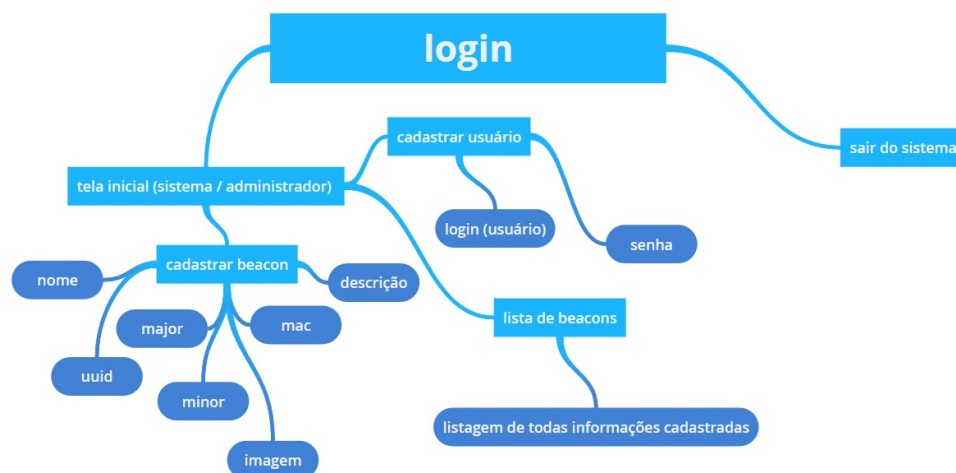 login
cadastrar usuário
sair do sistema
tela inicial (sistema / administrador)
login (usuário)
senha
cadastrar beacon
nome
descrição
lista de beacons
major
mac
uuid
minor
listagem de todas informações cadastradas
imagem